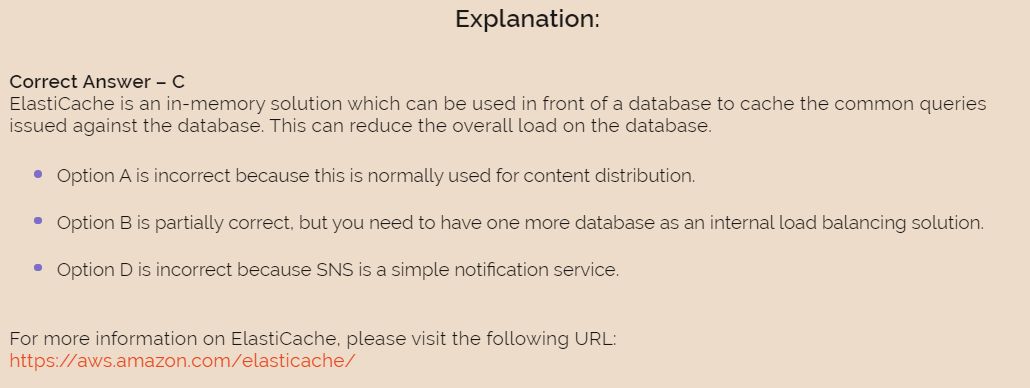 Explanation:
Correct Answer – C
ElastiCache is an in-memory solution which can be used in front of a database to cache the common queries
issued against the database. This can reduce the overall load on the database.
Option A is incorrect because this is normally used for content distribution.
Option B is partially correct, but you need to have one more database as an internal load balancing solution.
Option D is incorrect because SNS is a simple notification service.
For more information on ElastiCache, please visit the following URL:
https://aws.amazon.com/elasticache/